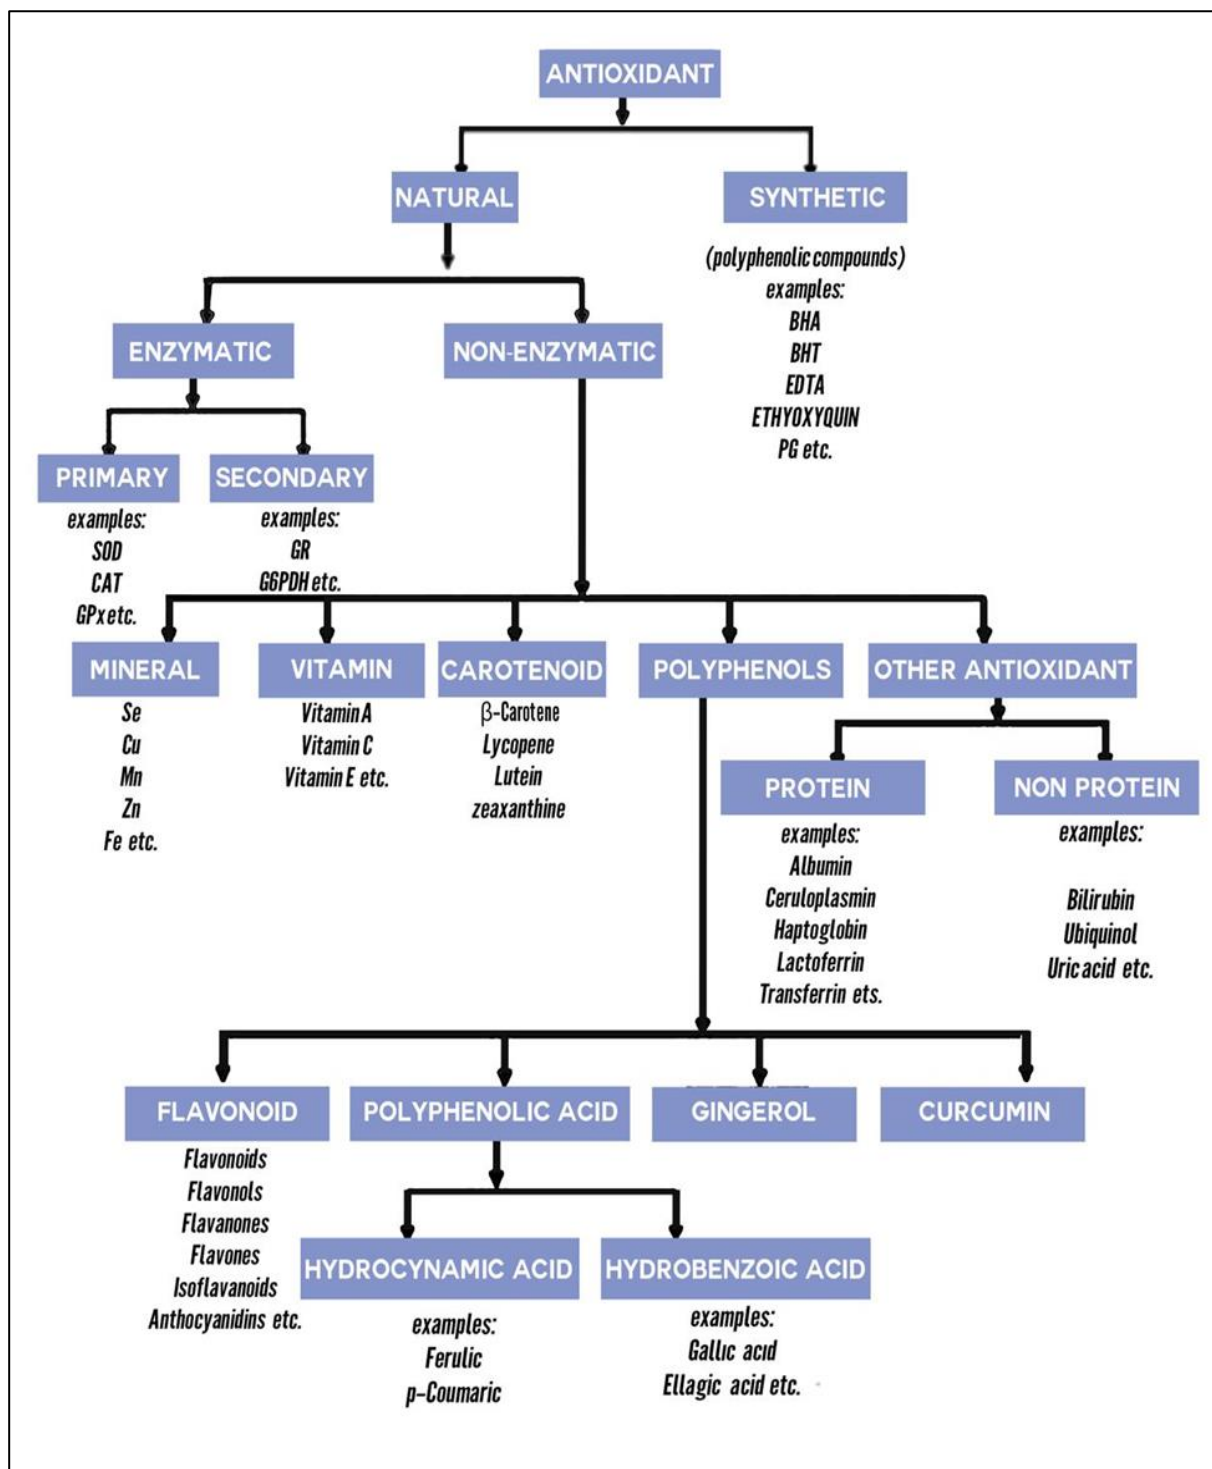 ANTIOXIDANT
NATURAL
SYNTHETIC
(polyphenolic compounds)
examples:
BHA
BHT
EDTA
ETHYOXYQUIN
PG etc.
ENZYMATIC
NON-ENZYMATIC
PRIMARY
examples:
SOD
CAT
GPx etc.
SECONDARY
examples:
GR
G6PDH etc.
MINERAL
Se
Cu
Mn
Zn
Fe etc.
VITAMIN
Vitamin A
Vitamin C
Vitamin E etc.
CAROTENOID
β-Carotene
Lycopene
Lutein
zeaxanthine
POLYPHENOLS
OTHER ANTIOXIDANT
PROTEIN
examples:
Albumin
Ceruloplasmin
Haptoglobin
Lactoferrin
Transferrin ets.
NON PROTEIN
examples:
Bilirubin
Ubiquinol
Uric acid etc.
FLAVONOID
Flavonoids
Flavonols
Flavanones
Flavones
Isoflavanoids
Anthocyanidins etc.
POLYPHENOLIC ACID
GINGEROL
CURCUMIN
HYDROCYNAMIC ACID
examples:
Ferulic
p-Coumaric
HYDROBENZOIC ACID
examples:
Gallic acid
Ellagic acid etc.